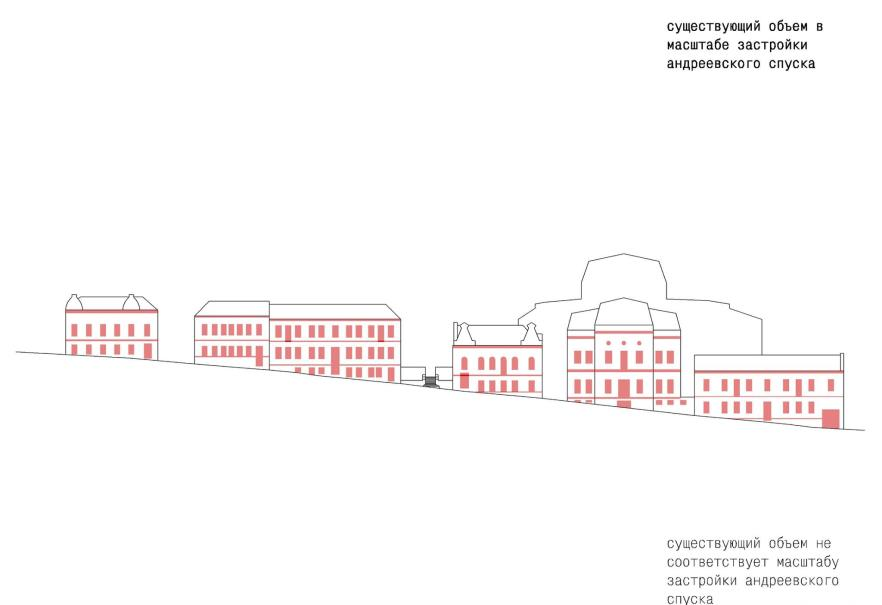 существующий объем в
масштабе застройки
андреевского спуска
существующий объем не
соответствует масштабу
застройки андреевского
спуска